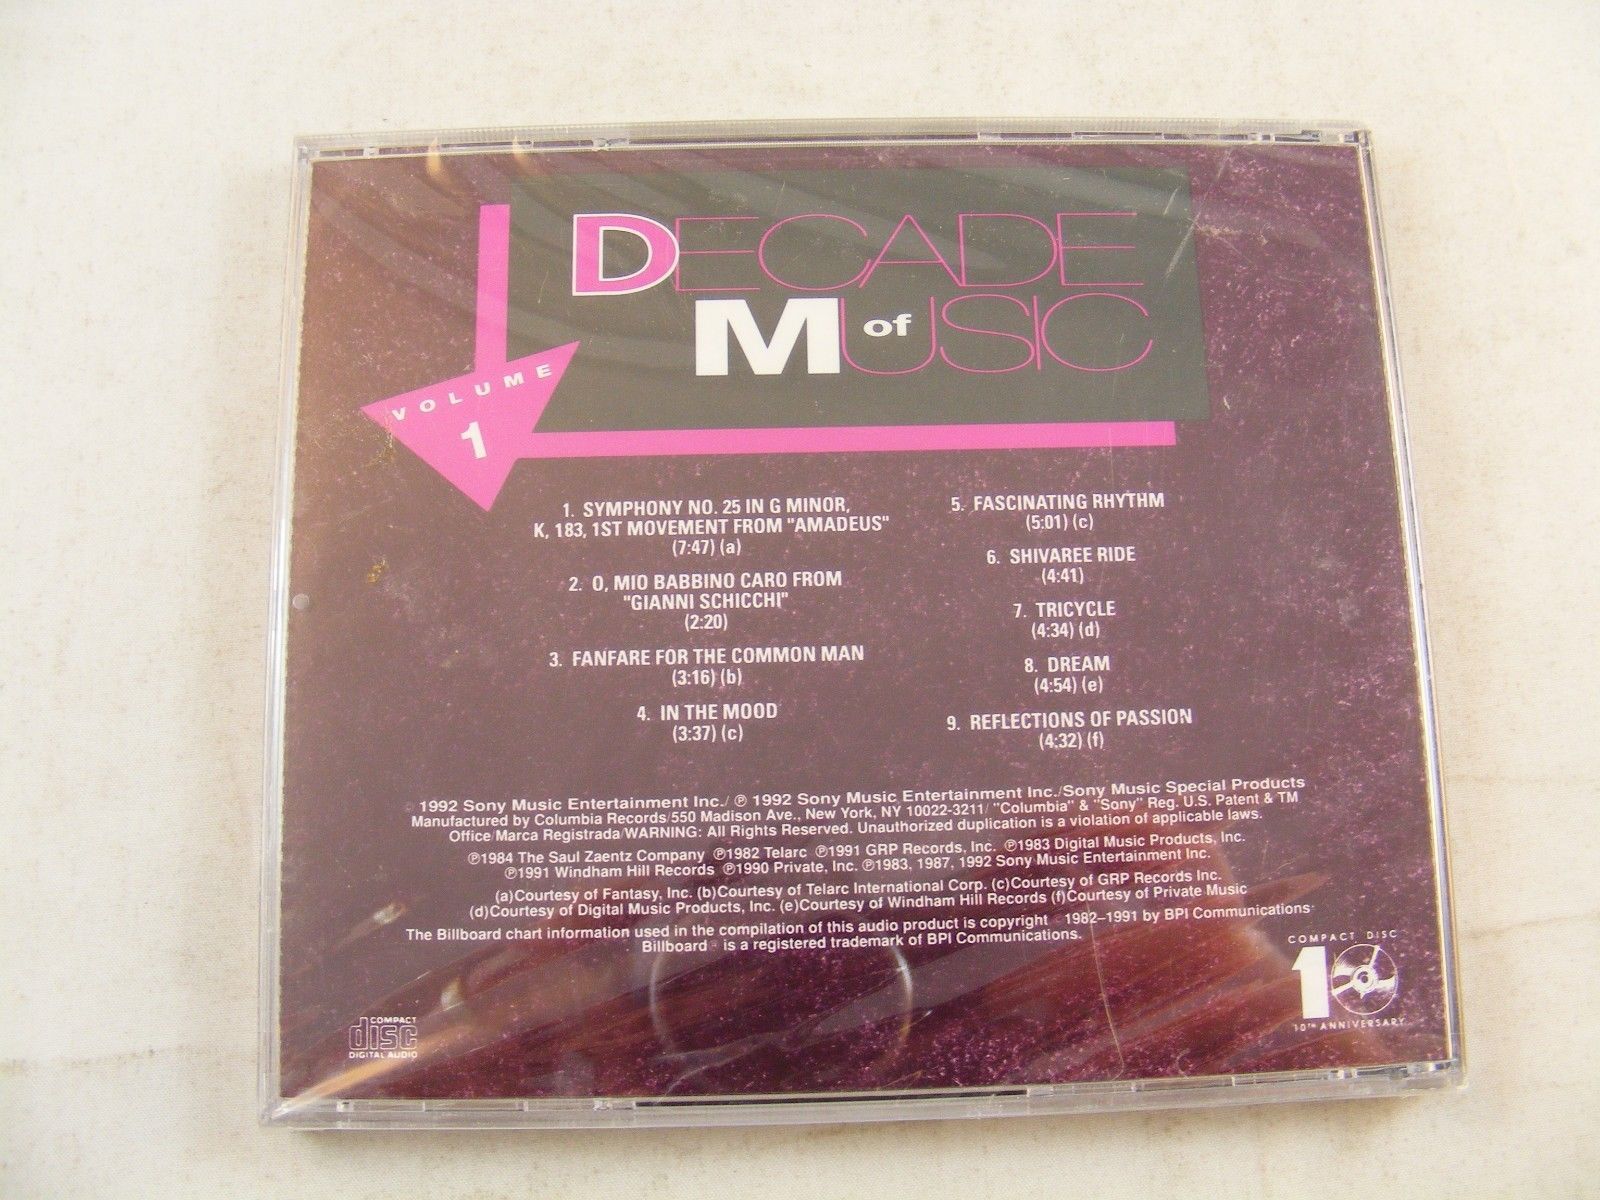 DECADE
of
MUSIC
VOLUME
1
1. SYMPHONY NO. 25 IN G MINOR,
K, 183, 1ST MOVEMENT FROM "AMADEUS"
(7:47) (a)
2. O, MIO BABBINO CARO FROM
"GIANNI SCHICCHI"
(2:20)
3. FANFARE FOR THE COMMON MAN
(3:16) (b)
4. IN THE MOOD
(3:37) (c)
5. FASCINATING RHYTHM
(5:01) (c)
6. SHIVAREE RIDE
(4:41)
7. TRICYCLE
(4:34) (d)
8. DREAM
(4:54) (e)
9. REFLECTIONS OF PASSION
(4:32) (f)
© 1992 Sony Music Entertainment Inc./ ℗ 1992 Sony Music Entertainment Inc./Sony Music Special Products
Manufactured by Columbia Records/550 Madison Ave., New York, NY 10022-3211/ "Columbia" & "Sony" Reg. U.S. Patent & TM
Office/Marca Registrada/WARNING: All Rights Reserved. Unauthorized duplication is a violation of applicable laws.
℗1984 The Saul Zaentz Company ℗1982 Telarc ℗1991 GRP Records, Inc. ℗1983 Digital Music Products, Inc.
℗1991 Windham Hill Records ℗1990 Private, Inc. ℗1983, 1987, 1992 Sony Music Entertainment Inc.
(a)Courtesy of Fantasy, Inc. (b)Courtesy of Telarc International Corp. (c)Courtesy of GRP Records Inc.
(d)Courtesy of Digital Music Products, Inc. (e)Courtesy of Windham Hill Records (f)Courtesy of Private Music
The Billboard chart information used in the compilation of this audio product is copyright 1982–1991 by BPI Communications.
Billboard® is a registered trademark of BPI Communications.
COMPACT
disc
DIGITAL AUDIO
COMPACT DISC
10
10TH ANNIVERSARY